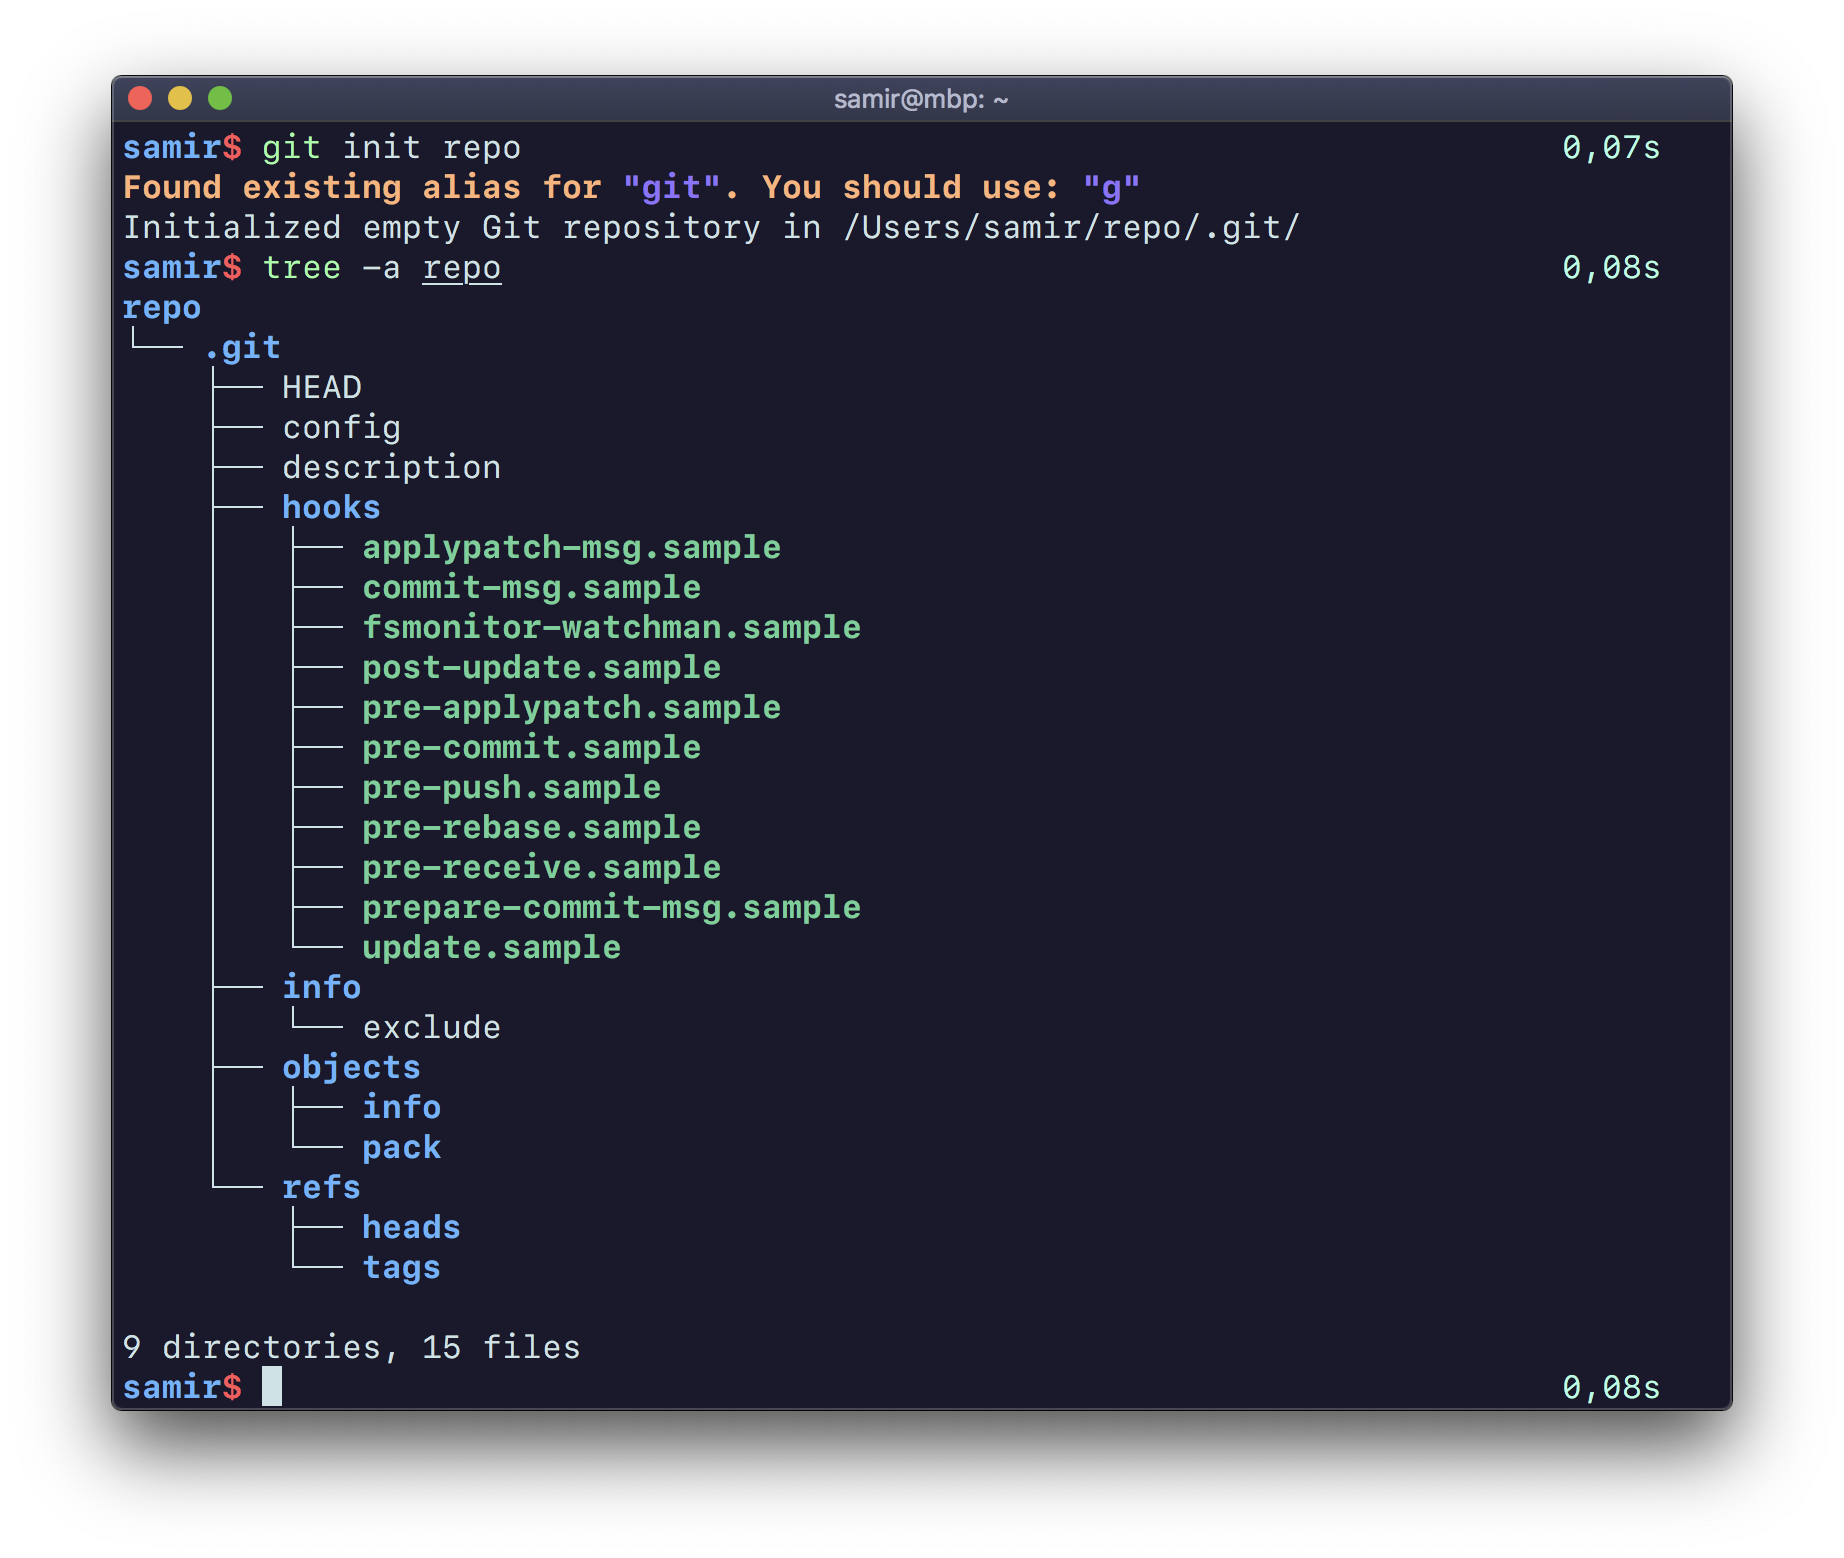 samir@mbp: ~
samir$ git init repo 0,07s
Found existing alias for "git". You should use: "g"
Initialized empty Git repository in /Users/samir/repo/.git/
samir$ tree -a repo 0,08s
repo
└── .git
    ├── HEAD
    ├── config
    ├── description
    ├── hooks
    │   ├── applypatch-msg.sample
    │   ├── commit-msg.sample
    │   ├── fsmonitor-watchman.sample
    │   ├── post-update.sample
    │   ├── pre-applypatch.sample
    │   ├── pre-commit.sample
    │   ├── pre-push.sample
    │   ├── pre-rebase.sample
    │   ├── pre-receive.sample
    │   ├── prepare-commit-msg.sample
    │   └── update.sample
    ├── info
    │   └── exclude
    ├── objects
    │   ├── info
    │   └── pack
    └── refs
        ├── heads
        └── tags

9 directories, 15 files
samir$ 0,08s